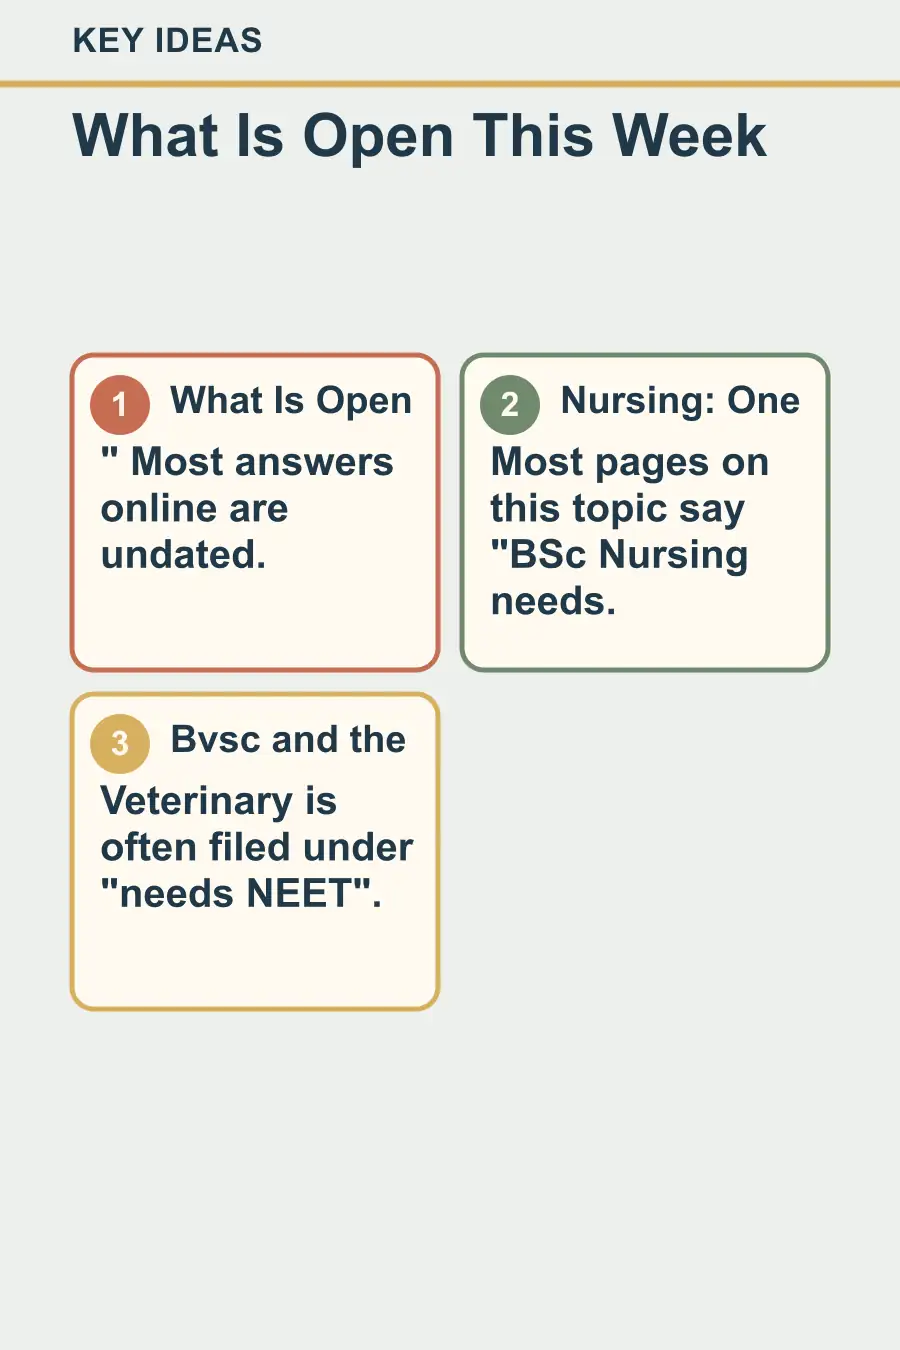 KEY IDEAS
What Is Open This Week
1 What Is Open
" Most answers
online are
undated.
2 Nursing: One
Most pages on
this topic say
"BSc Nursing
needs.
3 Bvsc and the
Veterinary is
often filed under
"needs NEET".